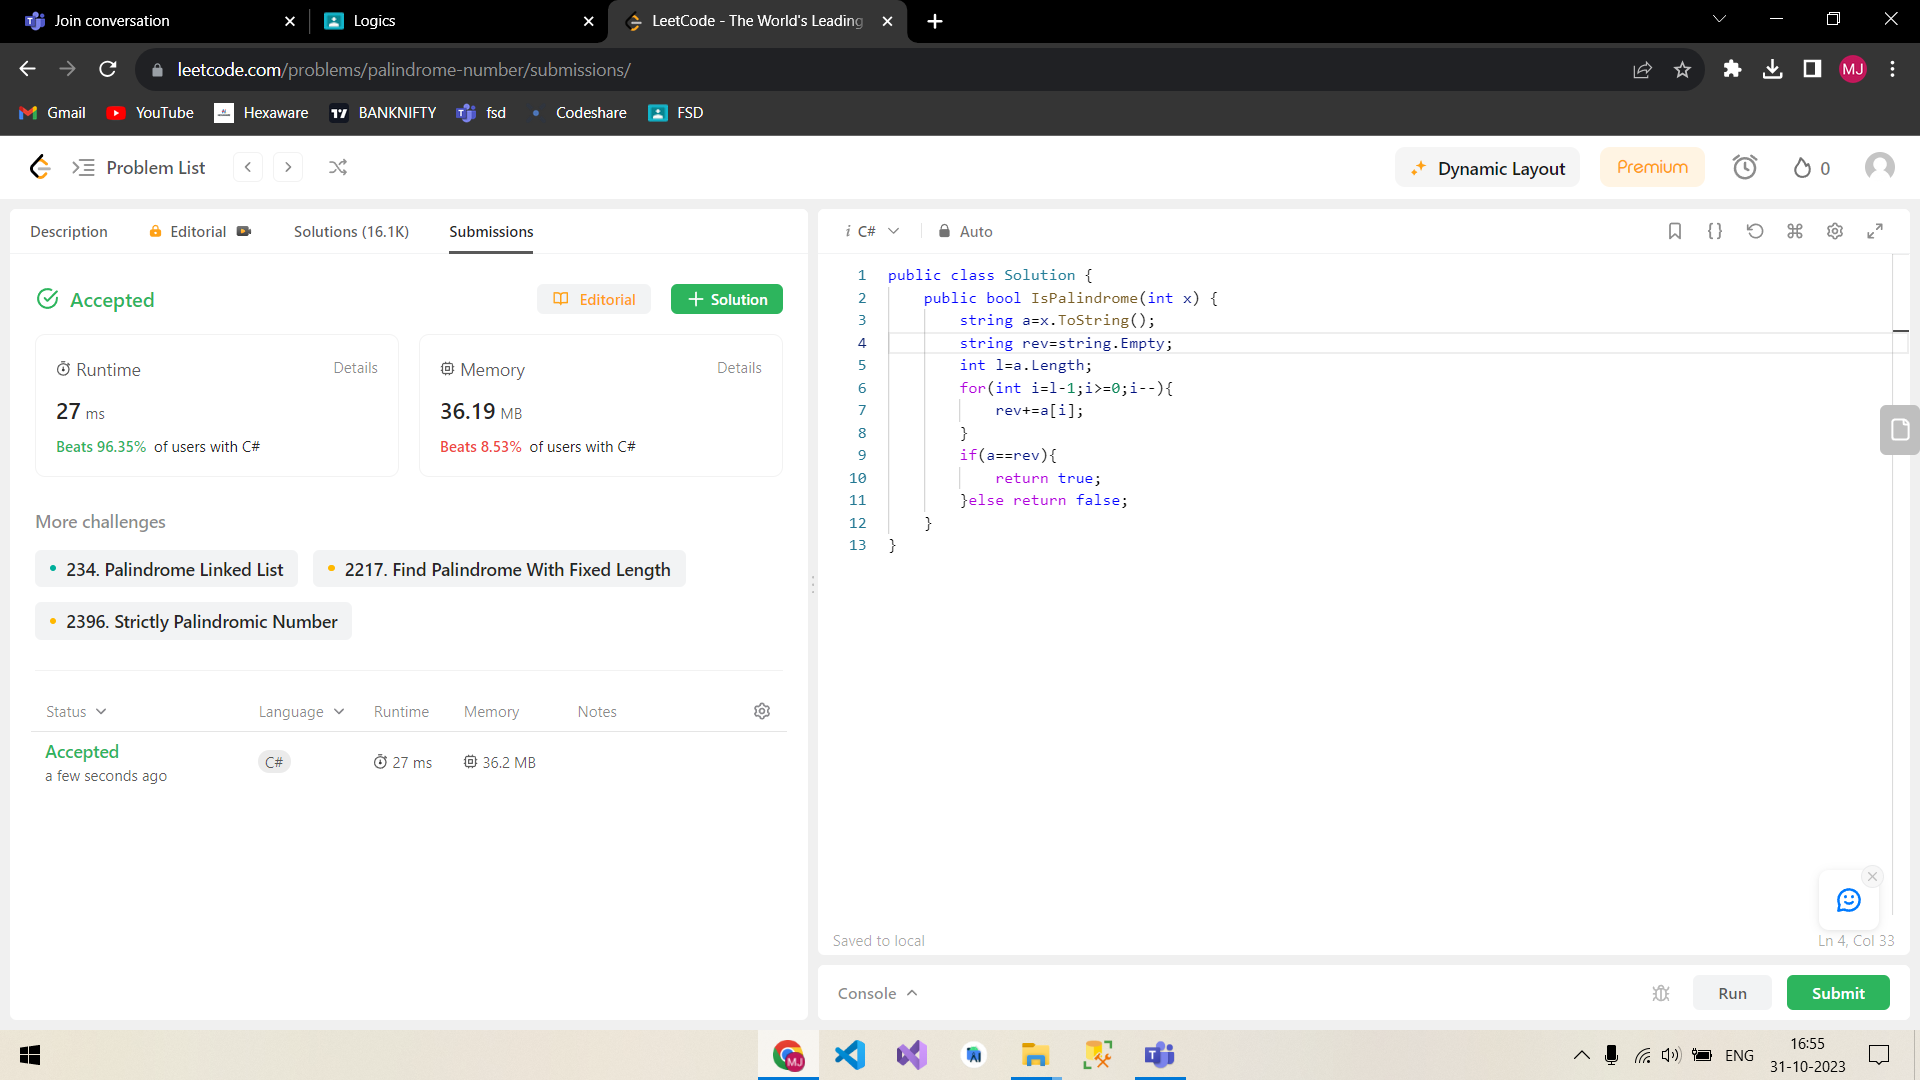 Join conversation
Logics
LeetCode - The World's Leading
leetcode.com/problems/palindrome-number/submissions/
MJ
Gmail
YouTube
Hexaware
BANKNIFTY
fsd
Codeshare
FSD
Problem List
Dynamic Layout
Premium
0
Description
Editorial
Solutions (16.1K)
Submissions
Accepted
Editorial
Solution
Runtime
Details
27 ms
Beats 96.35% of users with C#
Memory
Details
36.19 MB
Beats 8.53% of users with C#
More challenges
234. Palindrome Linked List
2217. Find Palindrome With Fixed Length
2396. Strictly Palindromic Number
Status
Language
Runtime
Memory
Notes
Accepted
a few seconds ago
C#
27 ms
36.2 MB
i C#
Auto
1 public class Solution {
2 public bool IsPalindrome(int x) {
3 string a=x.ToString();
4 string rev=string.Empty;
5 int l=a.Length;
6 for(int i=l-1;i>=0;i--){
7 rev+=a[i];
8 }
9 if(a==rev){
10 return true;
11 }else return false;
12 }
13 }
Saved to local
Ln 4, Col 33
Console
Run
Submit
MJ
ENG
16:55
31-10-2023